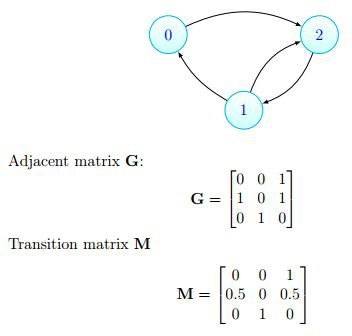 0
2
1
Adjacent matrix G:
G = [0 0 1
1 0 1
0 1 0]
Transition matrix M
M = [0 0 1
0.5 0 0.5
0 1 0]